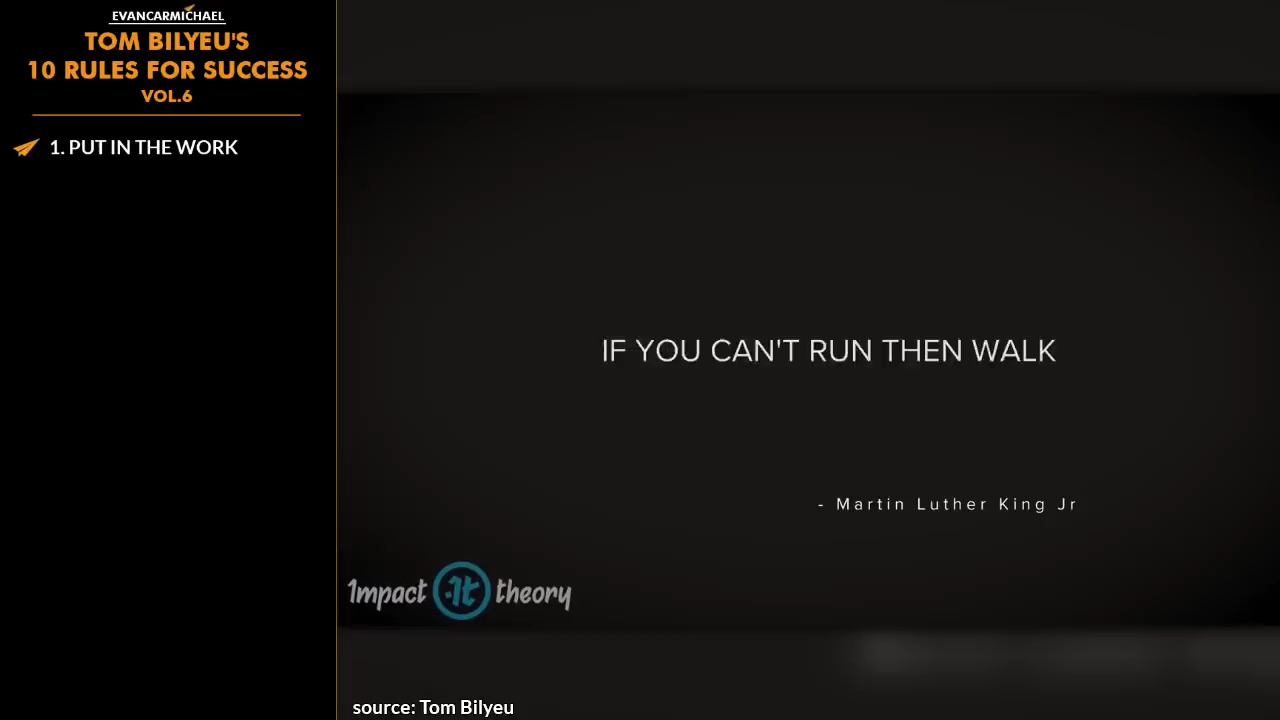 EVANCARMICHAEL
TOM BILYEU'S
10 RULES FOR SUCCESS
VOL.6
1. PUT IN THE WORK
IF YOU CAN'T RUN THEN WALK
- Martin Luther King Jr
Impact It theory
source: Tom Bilyeu